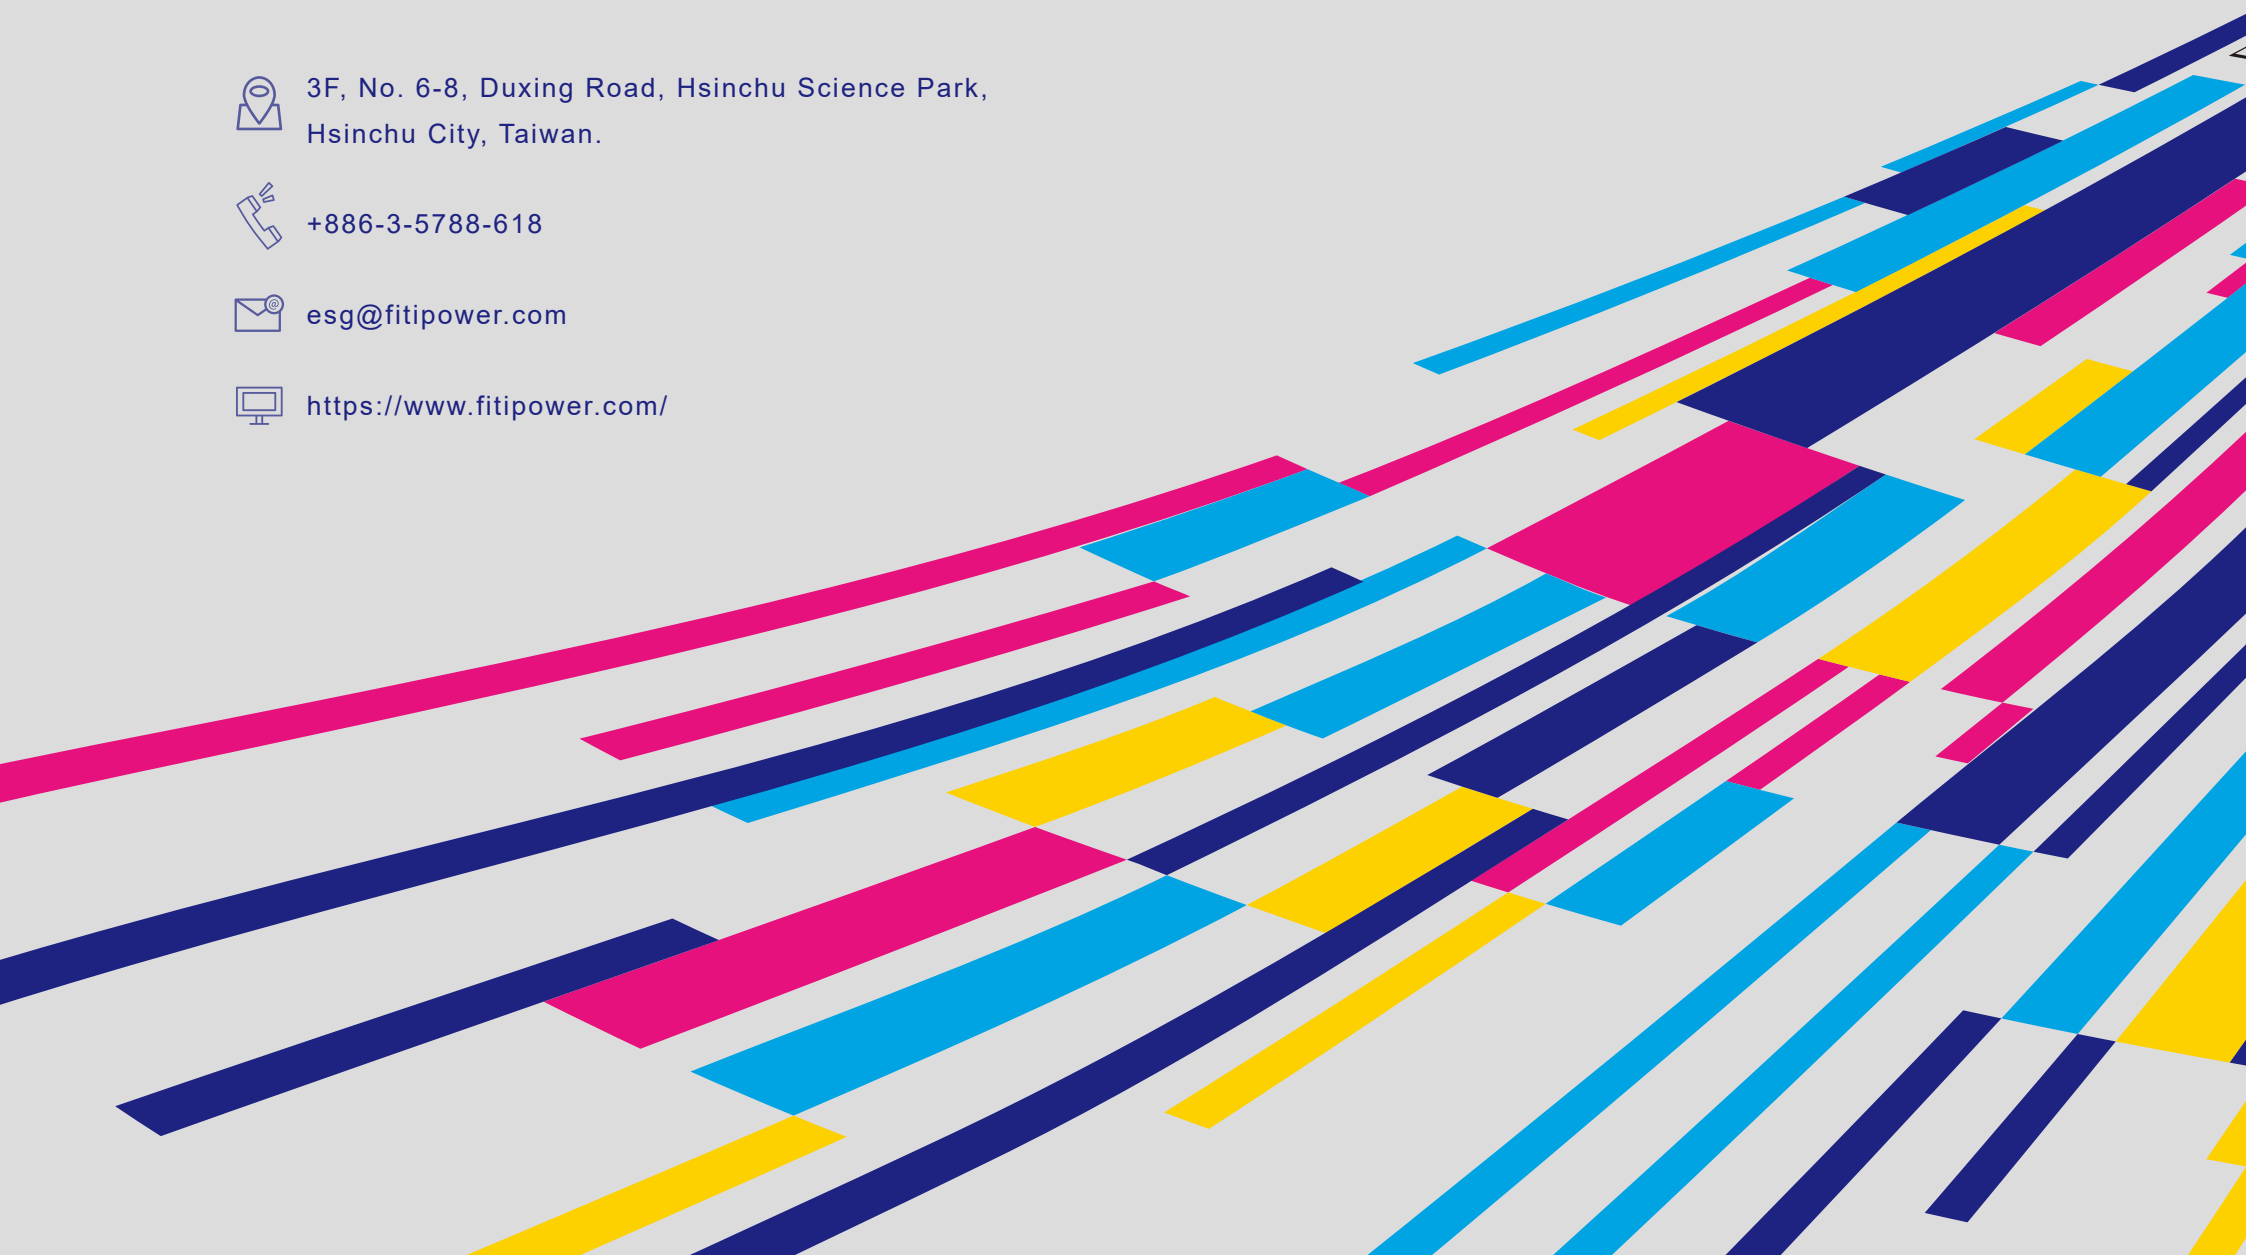 3F, No. 6-8, Duxing Road, Hsinchu Science Park,
Hsinchu City, Taiwan.
+886-3-5788-618
esg@fitipower.com
https://www.fitipower.com/